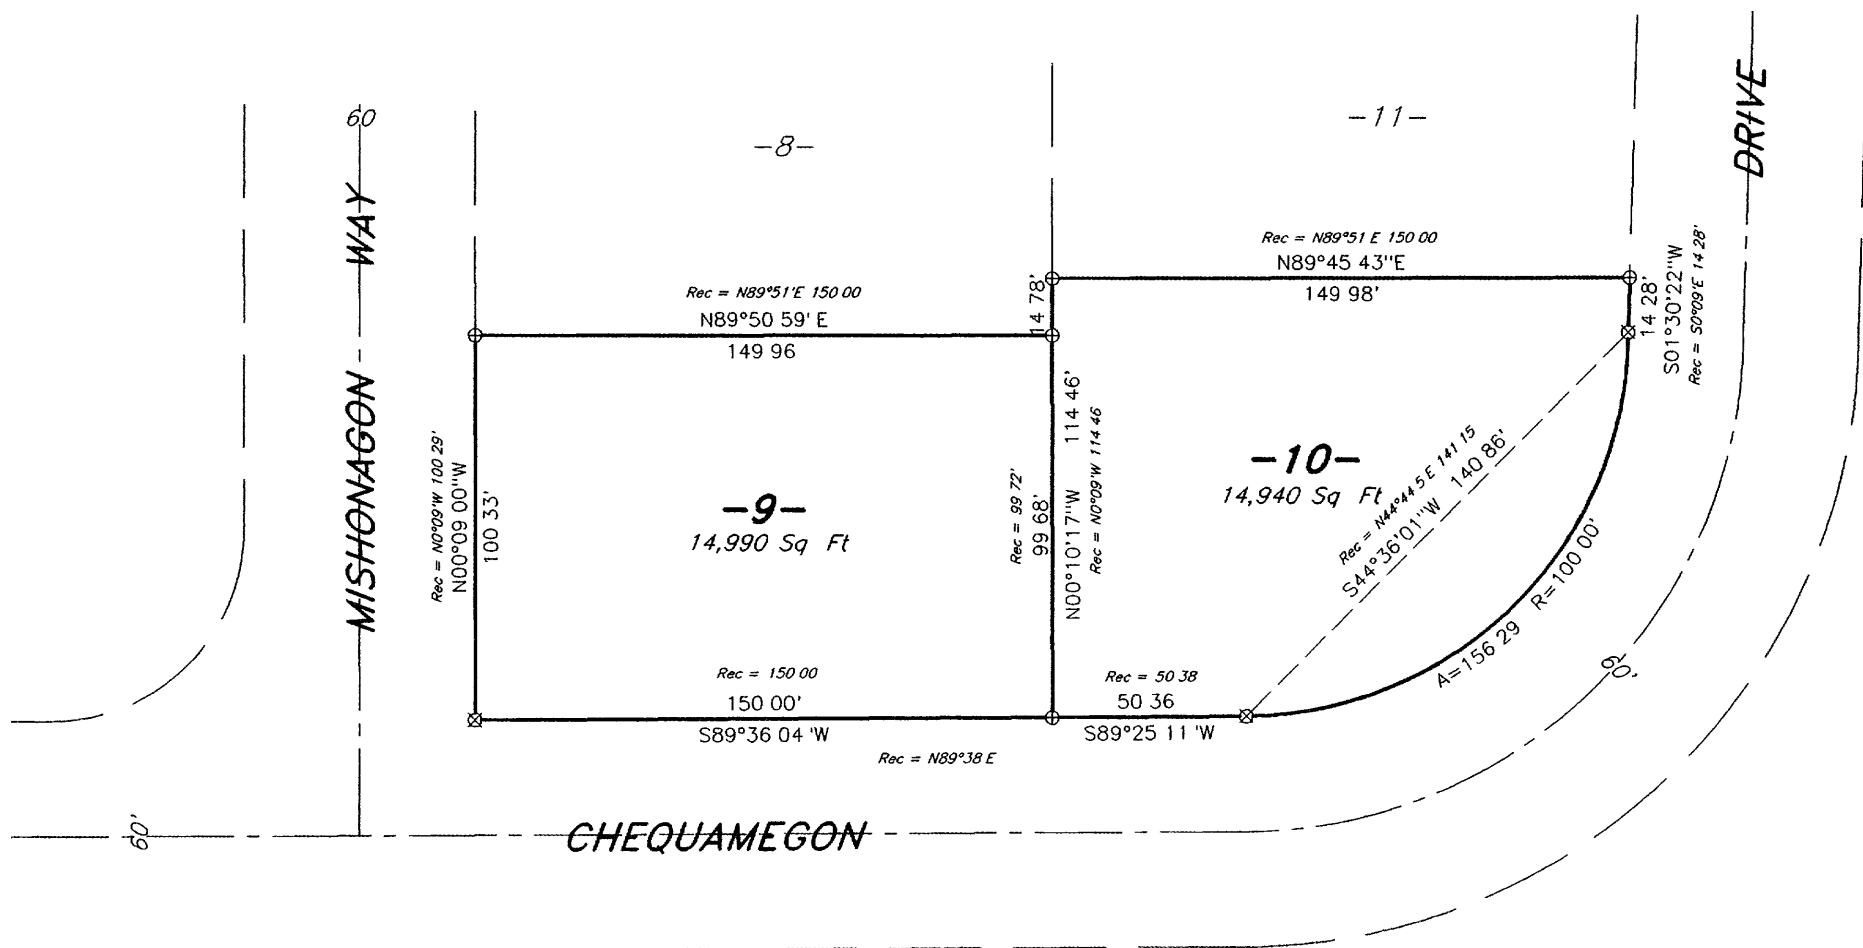 60
WAY
MISHONAGON
-8-
-11-
DRIVE
Rec = N89°51'E 150 00
N89°50 59' E
149 96
Rec = N89°51 E 150 00
N89°45 43"E
149 98'
14 78'
14 28'
S01°30'22"W
Rec = S0°09'E 14 28'
Rec = N0°09'W 100 29'
N00°09 00"W
100 33'
-9-
14,990 Sq Ft
Rec = 99 72'
99 68'
N00°10'17"W 114 46'
Rec = N0°09'W 114 46
-10-
14,940 Sq Ft
Rec = N44°44 5 E 141 15
S44°36'01"W 140 86'
A=156 29 R=100 00'
Rec = 150 00
150 00'
S89°36 04 'W
Rec = 50 38
50 36
S89°25 11 'W
Rec = N89°38 E
60'
60'
CHEQUAMEGON